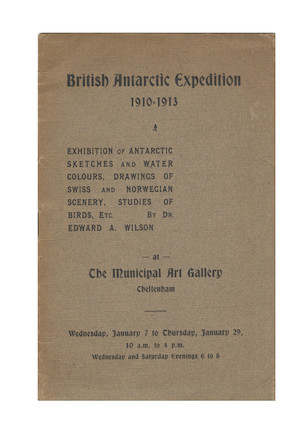 British Antarctic Expedition
1910-1913
EXHIBITION OF ANTARCTIC
SKETCHES AND WATER
COLOURS, DRAWINGS OF
SWISS AND NORWEGIAN
SCENERY, STUDIES OF
BIRDS, ETC. BY DR.
EDWARD A. WILSON
— at —
The Municipal Art Gallery
Cheltenham
Wednesday, January 7 to Thursday, January 29,
10 a.m. to 4 p.m.
Wednesday and Saturday Evenings 6 to 8